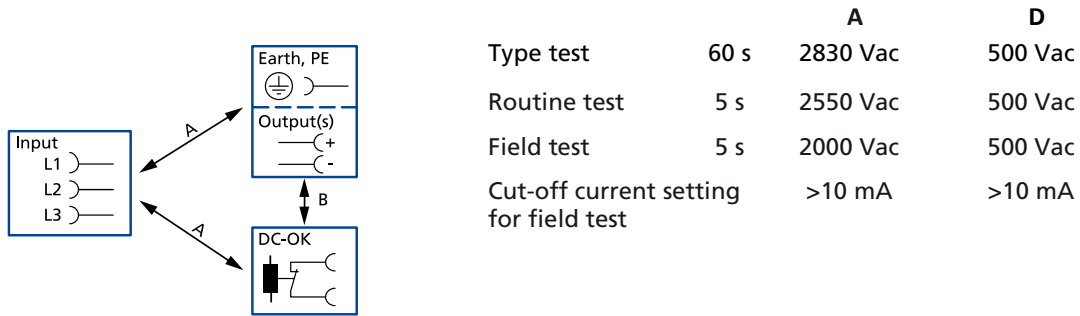 Earth, PE
Output(s)
+
-
Input
L1
L2
L3
A
A
B
DC-OK
A D
Type test 60 s 2830 Vac 500 Vac
Routine test 5 s 2550 Vac 500 Vac
Field test 5 s 2000 Vac 500 Vac
Cut-off current setting >10 mA >10 mA
for field test